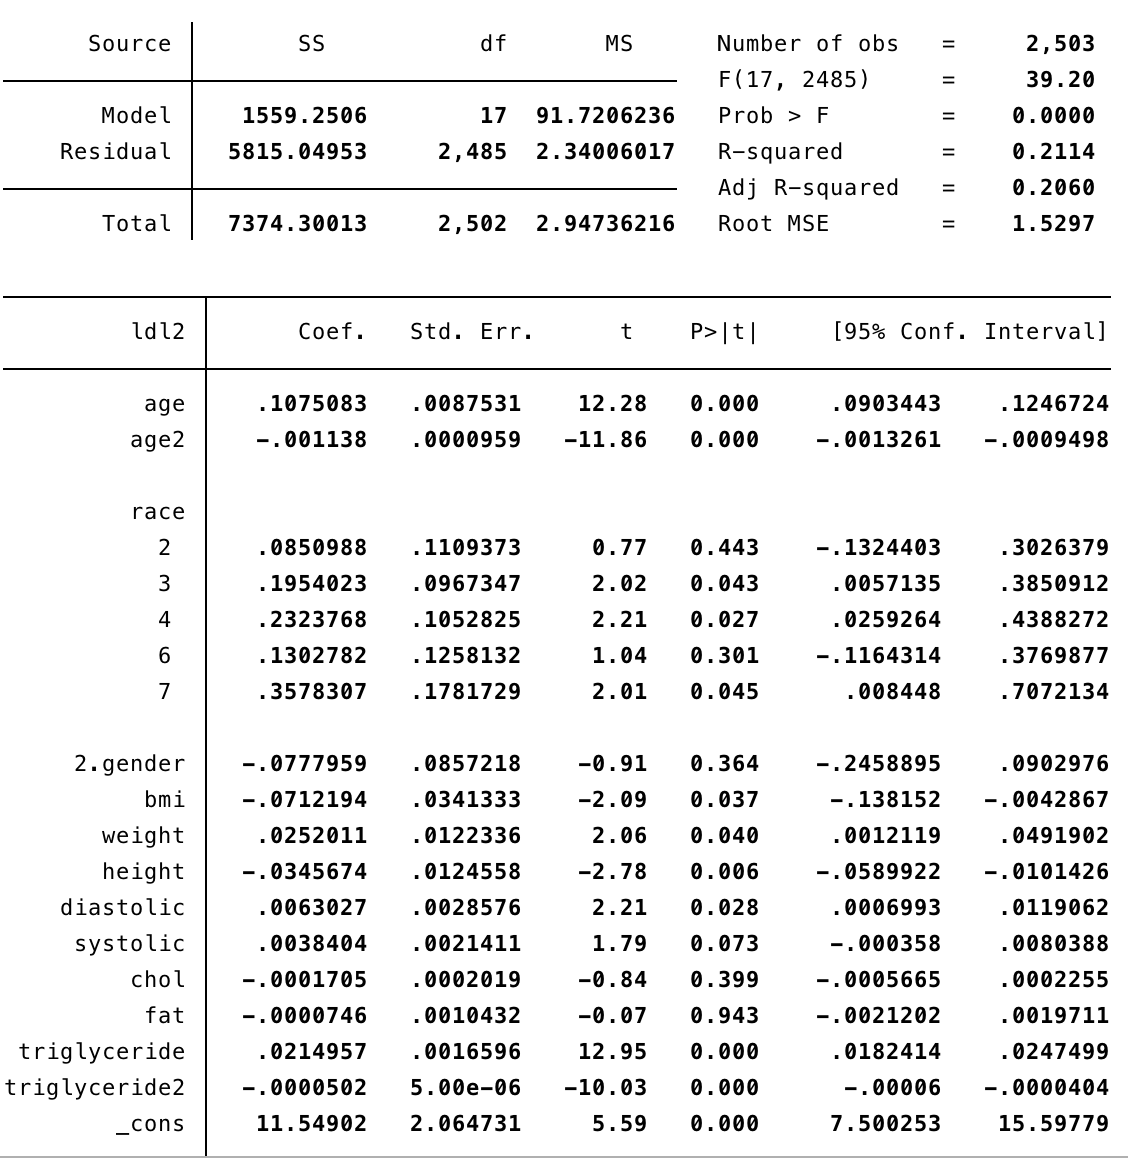 Source SS df MS Number of obs = 2,503
F(17, 2485) = 39.20
Model 1559.2506 17 91.7206236 Prob > F = 0.0000
Residual 5815.04953 2,485 2.34006017 R-squared = 0.2114
Adj R-squared = 0.2060
Total 7374.30013 2,502 2.94736216 Root MSE = 1.5297
ldl2 Coef. Std. Err. t P>|t| [95% Conf. Interval]
age .1075083 .0087531 12.28 0.000 .0903443 .1246724
age2 -.001138 .0000959 -11.86 0.000 -.0013261 -.0009498
race
2 .0850988 .1109373 0.77 0.443 -.1324403 .3026379
3 .1954023 .0967347 2.02 0.043 .0057135 .3850912
4 .2323768 .1052825 2.21 0.027 .0259264 .4388272
6 .1302782 .1258132 1.04 0.301 -.1164314 .3769877
7 .3578307 .1781729 2.01 0.045 .008448 .7072134
2.gender -.0777959 .0857218 -0.91 0.364 -.2458895 .0902976
bmi -.0712194 .0341333 -2.09 0.037 -.138152 -.0042867
weight .0252011 .0122336 2.06 0.040 .0012119 .0491902
height -.0345674 .0124558 -2.78 0.006 -.0589922 -.0101426
diastolic .0063027 .0028576 2.21 0.028 .0006993 .0119062
systolic .0038404 .0021411 1.79 0.073 -.000358 .0080388
chol -.0001705 .0002019 -0.84 0.399 -.0005665 .0002255
fat -.0000746 .0010432 -0.07 0.943 -.0021202 .0019711
triglyceride .0214957 .0016596 12.95 0.000 .0182414 .0247499
triglyceride2 -.0000502 5.00e-06 -10.03 0.000 -.00006 -.0000404
_cons 11.54902 2.064731 5.59 0.000 7.500253 15.59779